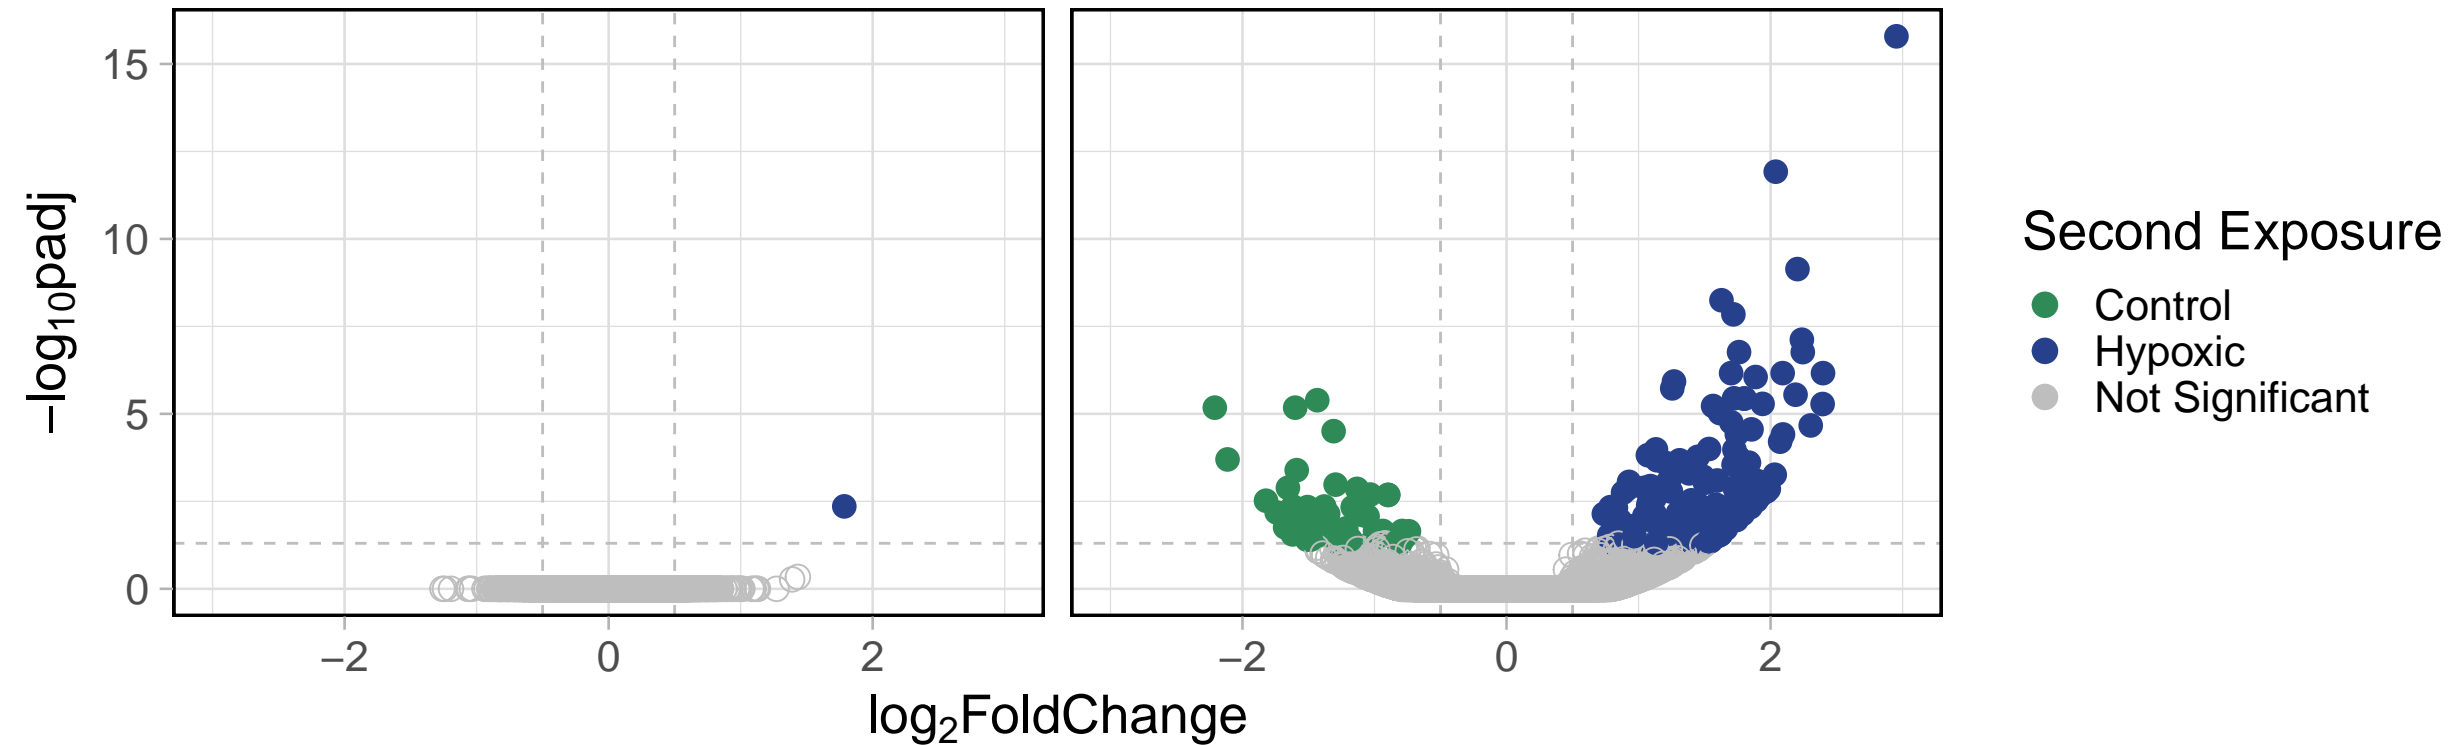 −log10padj
15
10
5
0
−2
0
2
−2
0
2
log2FoldChange
Second Exposure
Control
Hypoxic
Not Significant